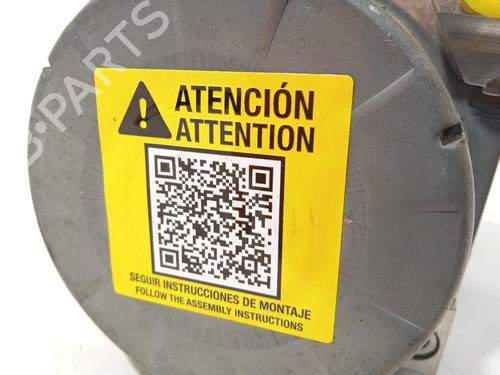 B-PARTS
ATENCIÓN
ATTENTION
SEGUIR INSTRUCCIONES DE MONTAJE
FOLLOW THE ASSEMBLY INSTRUCTIONS